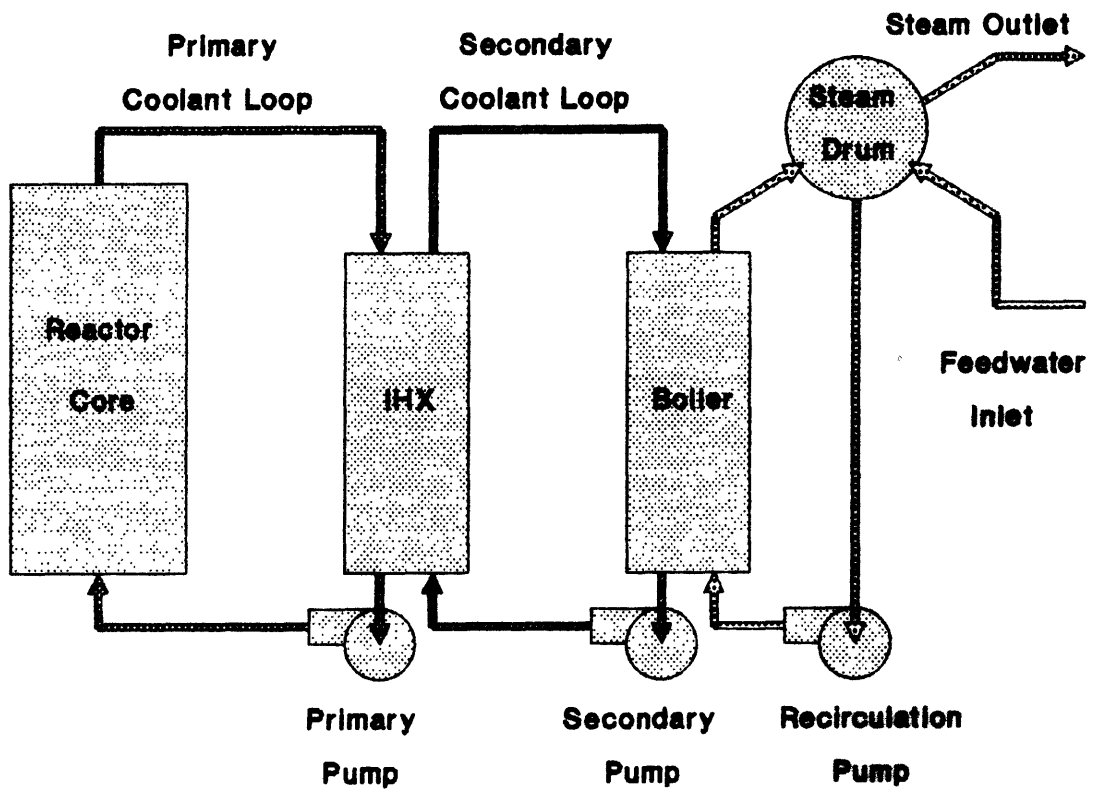 Steam Outlet
Primary
Coolant Loop
Secondary
Coolant Loop
Steam
Drum
Reactor
Core
IHX
Boiler
Feedwater
Inlet
Primary
Pump
Secondary
Pump
Recirculation
Pump